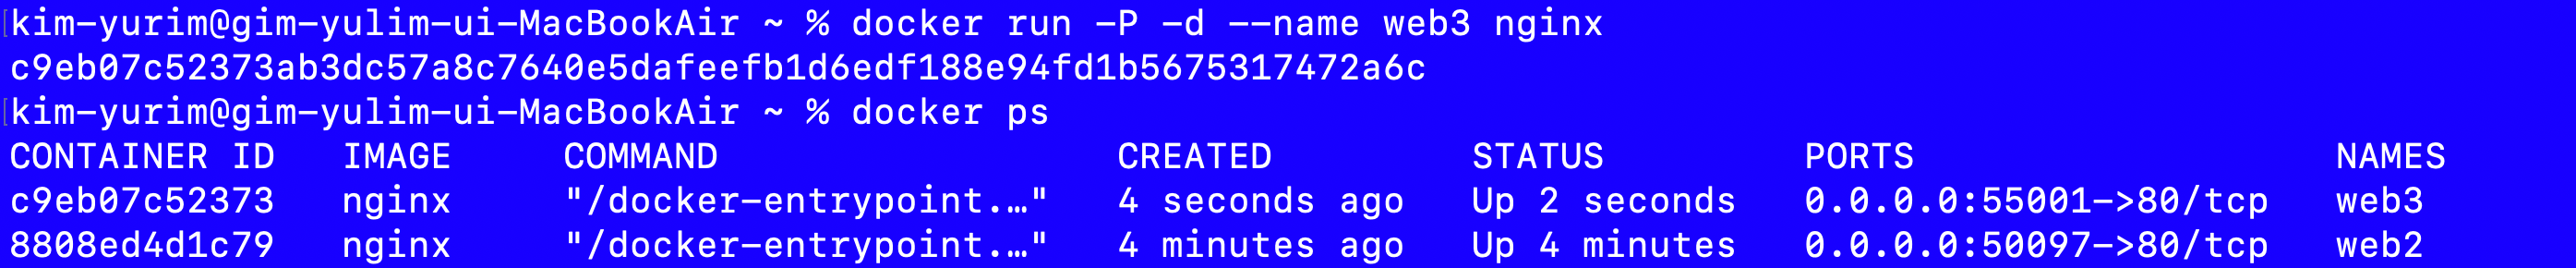 kim-yurim@gim-yulim-ui-MacBookAir ~ % docker run -P -d --name web3 nginx
c9eb07c52373ab3dc57a8c7640e5dafeefb1d6edf188e94fd1b5675317472a6c
kim-yurim@gim-yulim-ui-MacBookAir ~ % docker ps
CONTAINER ID   IMAGE     COMMAND                  CREATED         STATUS         PORTS                   NAMES
c9eb07c52373   nginx     "/docker-entrypoint.…"   4 seconds ago   Up 2 seconds   0.0.0.0:55001->80/tcp   web3
8808ed4d1c79   nginx     "/docker-entrypoint.…"   4 minutes ago   Up 4 minutes   0.0.0.0:50097->80/tcp   web2